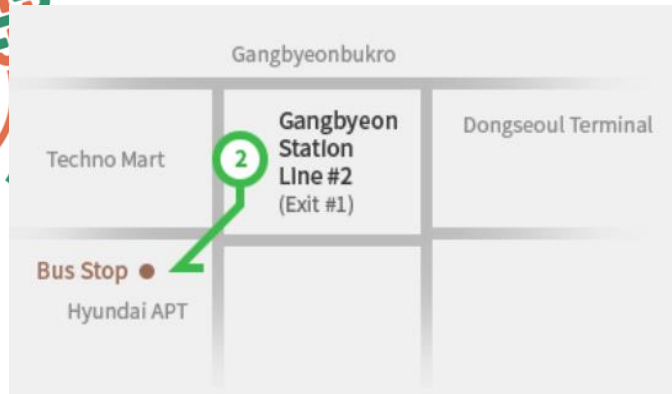 Gangbyeonbukro
Gangbyeon
Station
Line #2
(Exit #1)
Dongseoul Terminal
Techno Mart
2
Bus Stop
Hyundai APT